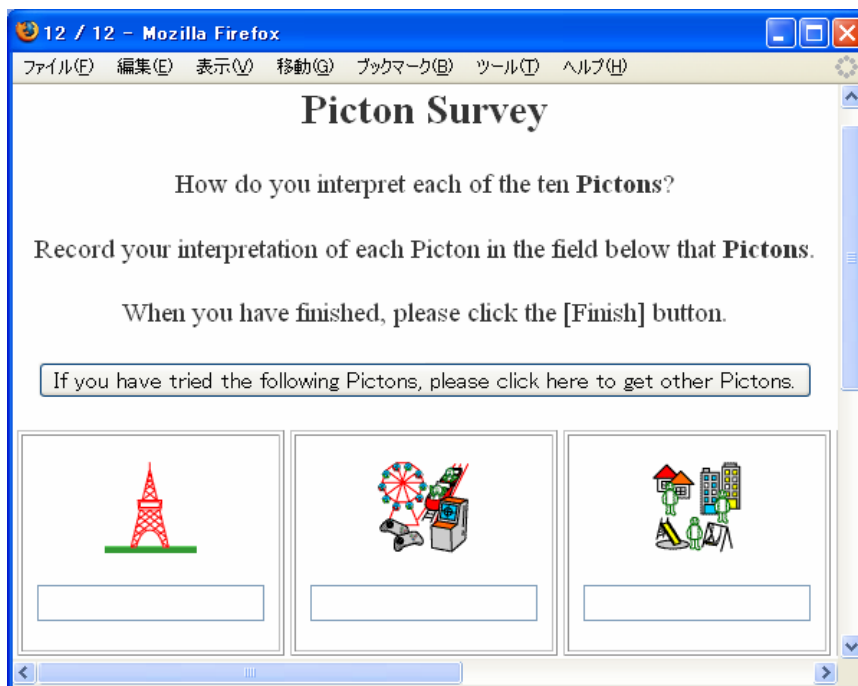 12 / 12 - Mozilla Firefox
ファイル(F) 編集(E) 表示(V) 移動(G) ブックマーク(B) ツール(T) ヘルプ(H)
Picton Survey
How do you interpret each of the ten Pictons?
Record your interpretation of each Picton in the field below that Pictons.
When you have finished, please click the [Finish] button.
If you have tried the following Pictons, please click here to get other Pictons.